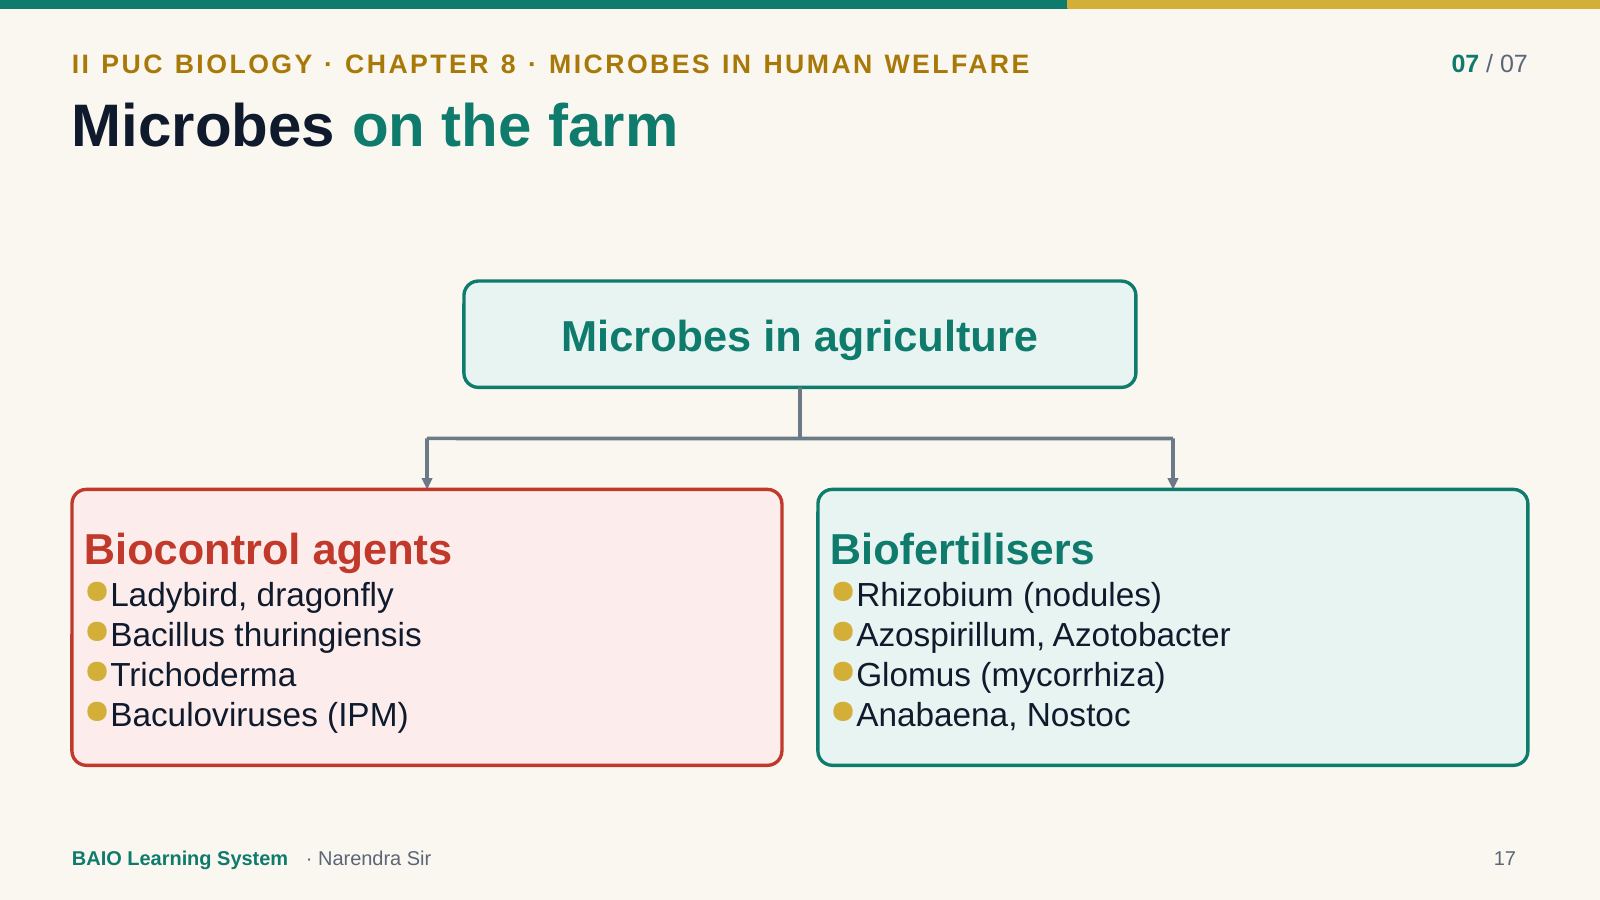 II PUC BIOLOGY · CHAPTER 8 · MICROBES IN HUMAN WELFARE
07 / 07
Microbes on the farm
Microbes in agriculture
Biocontrol agents
Ladybird, dragonfly
Bacillus thuringiensis
Trichoderma
Baculoviruses (IPM)
Biofertilisers
Rhizobium (nodules)
Azospirillum, Azotobacter
Glomus (mycorrhiza)
Anabaena, Nostoc
BAIO Learning System · Narendra Sir
17